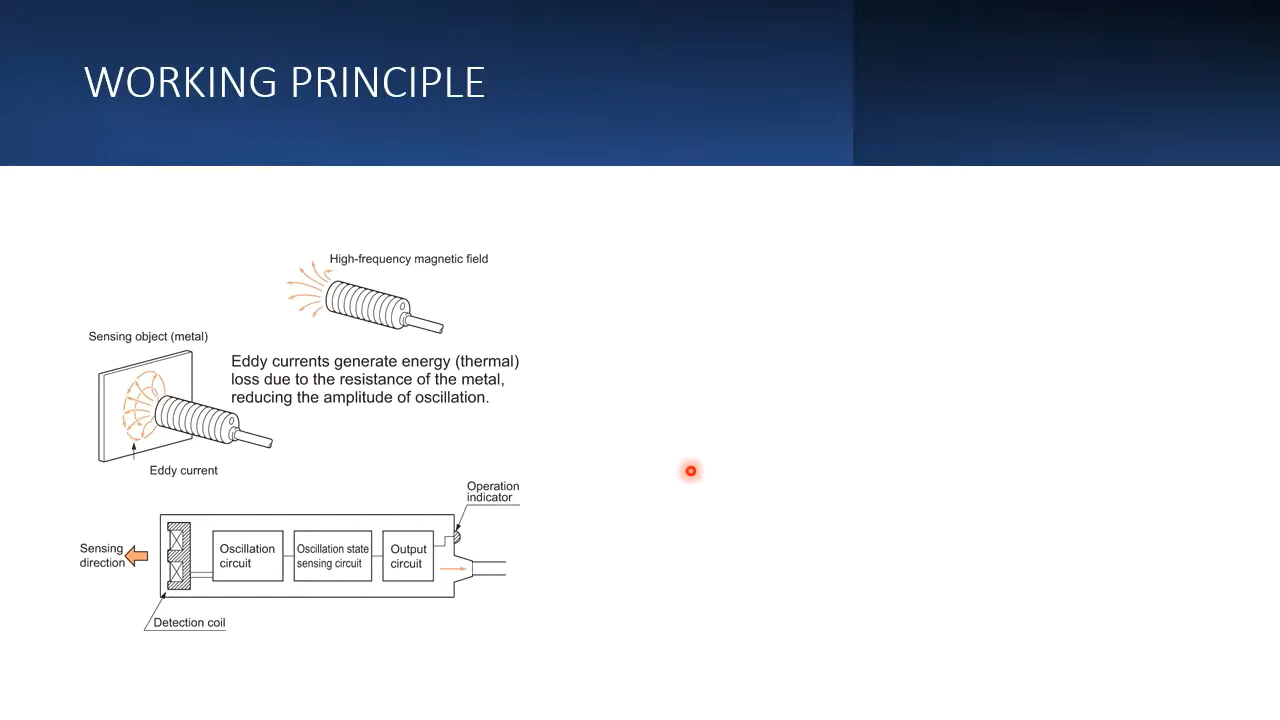 WORKING PRINCIPLE
High-frequency magnetic field
Sensing object (metal)
Eddy currents generate energy (thermal)
loss due to the resistance of the metal,
reducing the amplitude of oscillation.
Eddy current
Operation
indicator
Sensing
direction
Oscillation
circuit
Oscillation state
sensing circuit
Output
circuit
Detection coil